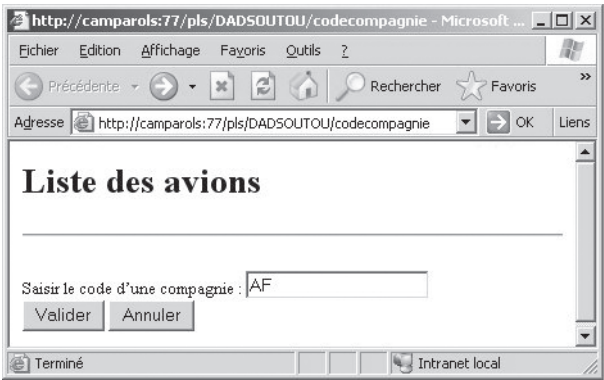 http://camparols:77/pls/DADSOUTOU/codecompagnie - Microsoft ...
Fichier Edition Affichage Favoris Outils ?
Précédente Rechercher Favoris »
Adresse http://camparols:77/pls/DADSOUTOU/codecompagnie OK Liens
Liste des avions
Saisir le code d'une compagnie : AF
Valider Annuler
Terminé Intranet local